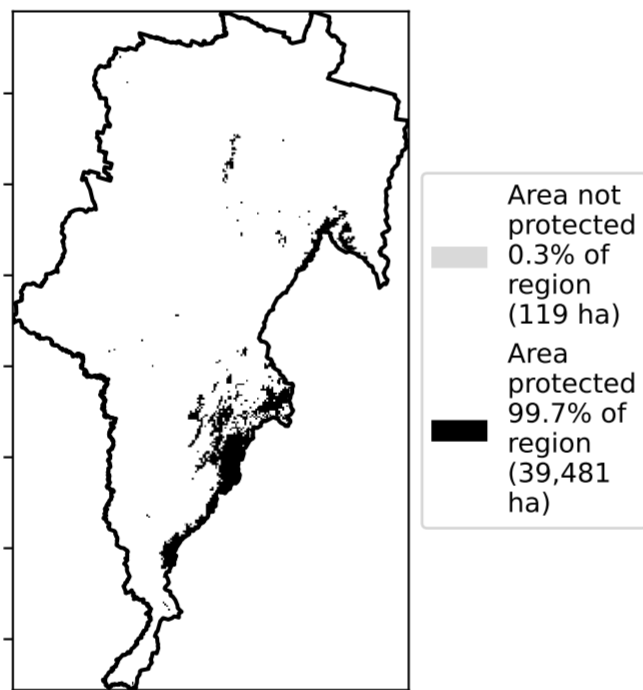 Area not
protected
0.3% of
region
(119 ha)
Area
protected
99.7% of
region
(39,481
ha)